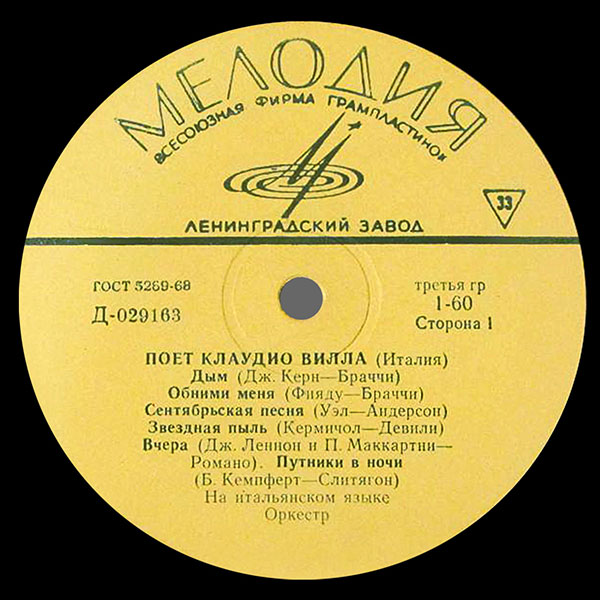 МЕЛОДИЯ
ВСЕСОЮЗНАЯ ФИРМА ГРАМПЛАСТИНОК
33
ЛЕНИНГРАДСКИЙ ЗАВОД
ГОСТ 5289-68
третья гр
Д-029163
1-60
Сторона 1
ПОЕТ КЛАУДИО ВИЛЛА (Италия)
Дым (Дж. Керн—Браччи)
Обними меня (Фияду—Браччи)
Сентябрьская песня (Уэл—Андерсон)
Звездная пыль (Кермичол—Девили)
Вчера (Дж. Леннон и П. Маккартни—
Романо). Путники в ночи
(Б. Кемпферт—Слитягон)
На итальянском языке
Оркестр